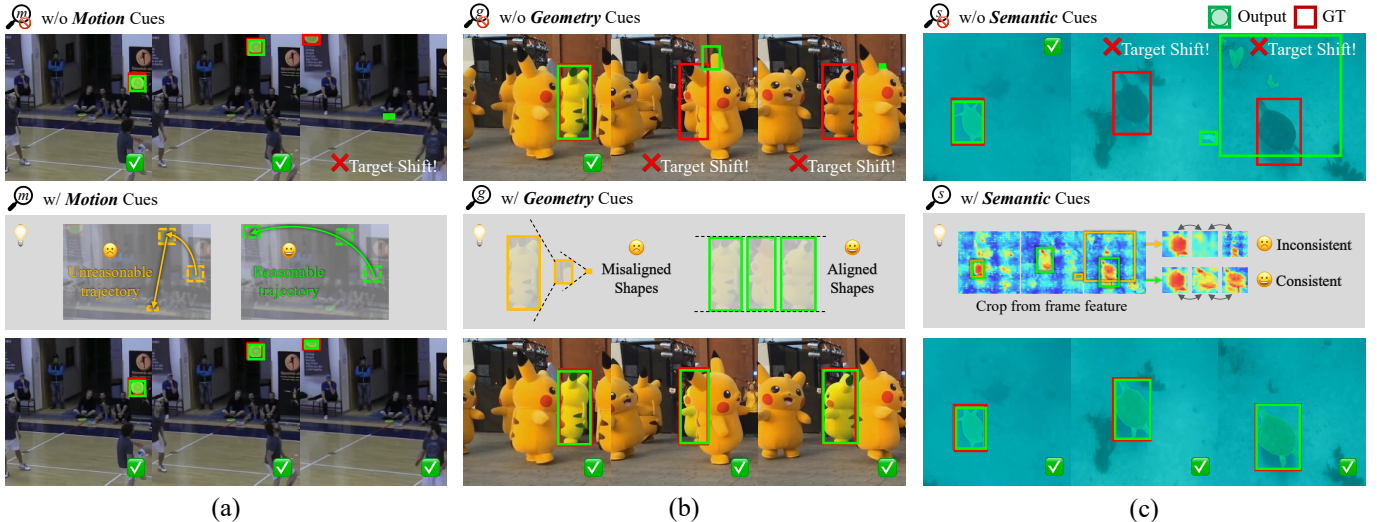 m w/o Motion Cues
g w/o Geometry Cues
s w/o Semantic Cues
Output
GT
Target Shift!
Target Shift!
Target Shift!
Target Shift!
Target Shift!
m w/ Motion Cues
g w/ Geometry Cues
s w/ Semantic Cues
Unreasonable
trajectory
Reasonable
trajectory
Misaligned
Shapes
Aligned
Shapes
Inconsistent
Consistent
Crop from frame feature
(a)
(b)
(c)